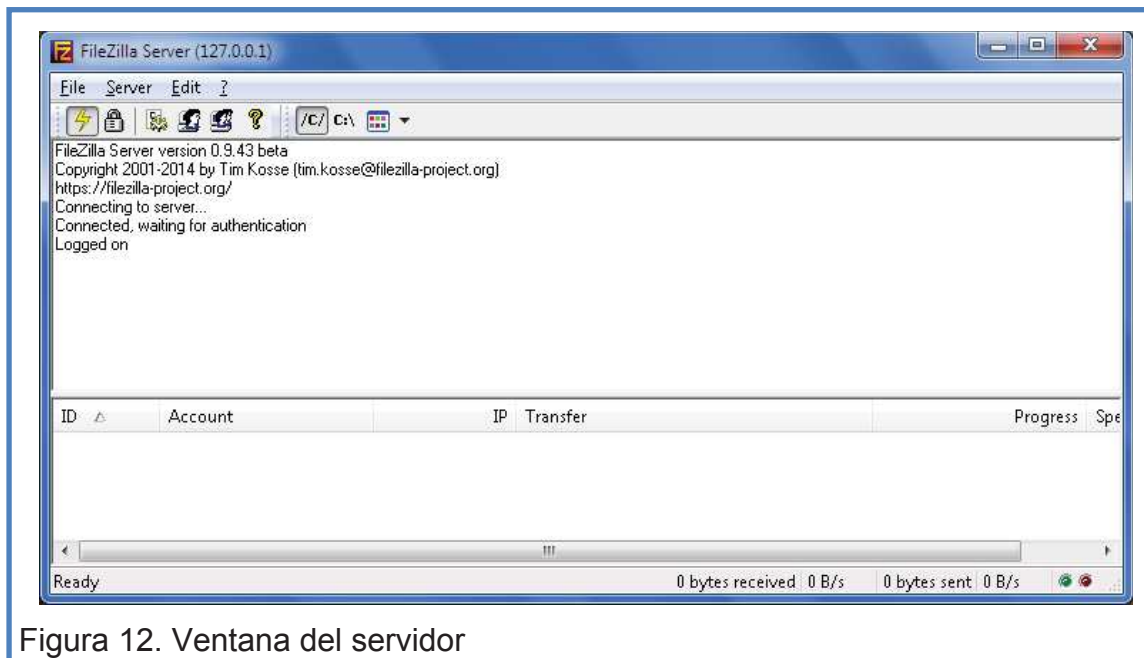 FileZilla Server (127.0.0.1)
File Server Edit ?
/C/ C:\
FileZilla Server version 0.9.43 beta
Copyright 2001-2014 by Tim Kosse (tim.kosse@filezilla-project.org)
https://filezilla-project.org/
Connecting to server...
Connected, waiting for authentication
Logged on
ID Account IP Transfer Progress Spe
Ready 0 bytes received 0 B/s 0 bytes sent 0 B/s
Figura 12. Ventana del servidor